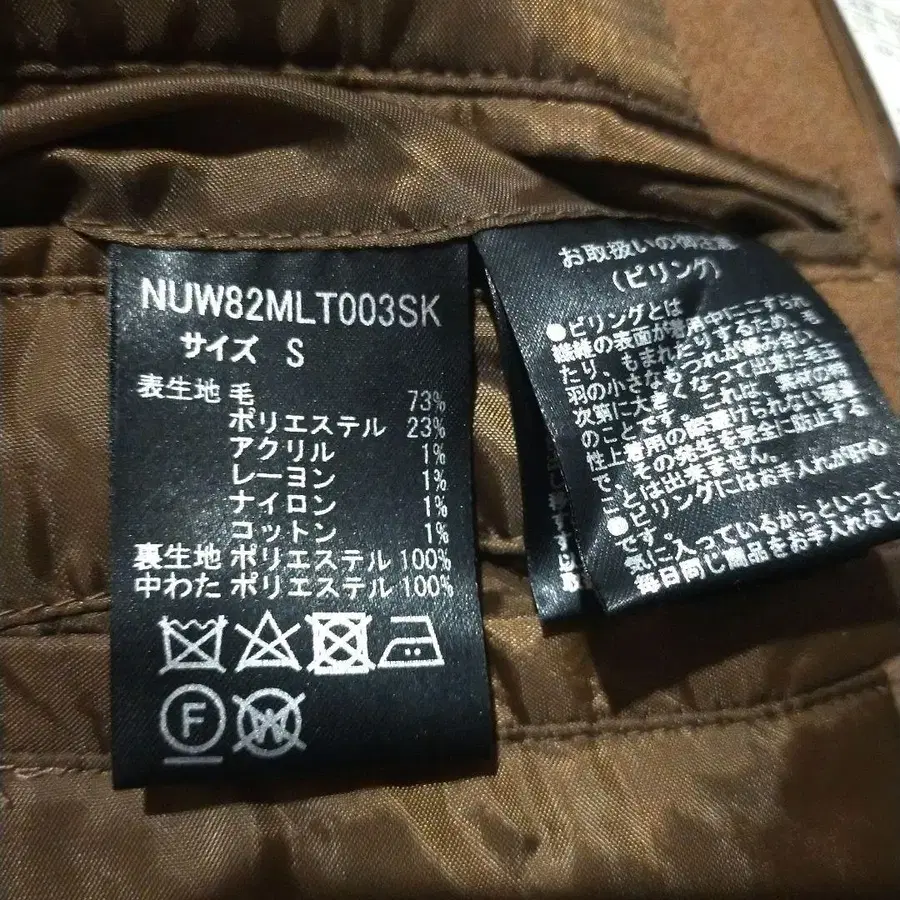 NUW82MLT003SK
サイズ S
表生地 毛 73%
ポリエステル 23%
アクリル 1%
レーヨン 1%
ナイロン 1%
コットン 1%
裏生地 ポリエステル 100%
中わた ポリエステル 100%
F
W
お取扱いの御注意
(ピリング)
●ピリングとは
繊維の表面が着用中にこすられ
たり、もまれたりするため、毛
羽の小さなもつれが絡み合い、
次第に大きくなって出来た毛玉
のことです。これは、素材の特
性上着用の際避けられない現象
で、その発生を完全に防止する
ことは出来ません。
●ピリングにはお手入れが肝心
です。
気に入っているからといって、
毎日同じ商品をお手入れなし